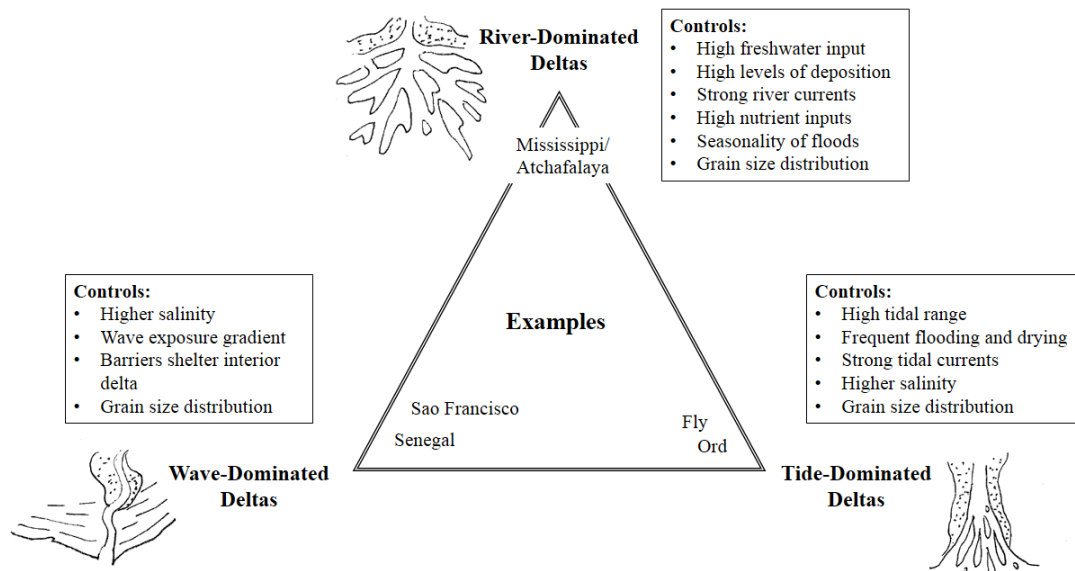 River-Dominated
Deltas
Controls:
• High freshwater input
• High levels of deposition
• Strong river currents
• High nutrient inputs
• Seasonality of floods
• Grain size distribution
Mississippi/
Atchafalaya
Controls:
• Higher salinity
• Wave exposure gradient
• Barriers shelter interior
delta
• Grain size distribution
Examples
Controls:
• High tidal range
• Frequent flooding and drying
• Strong tidal currents
• Higher salinity
• Grain size distribution
Sao Francisco
Senegal
Fly
Ord
Wave-Dominated
Deltas
Tide-Dominated
Deltas